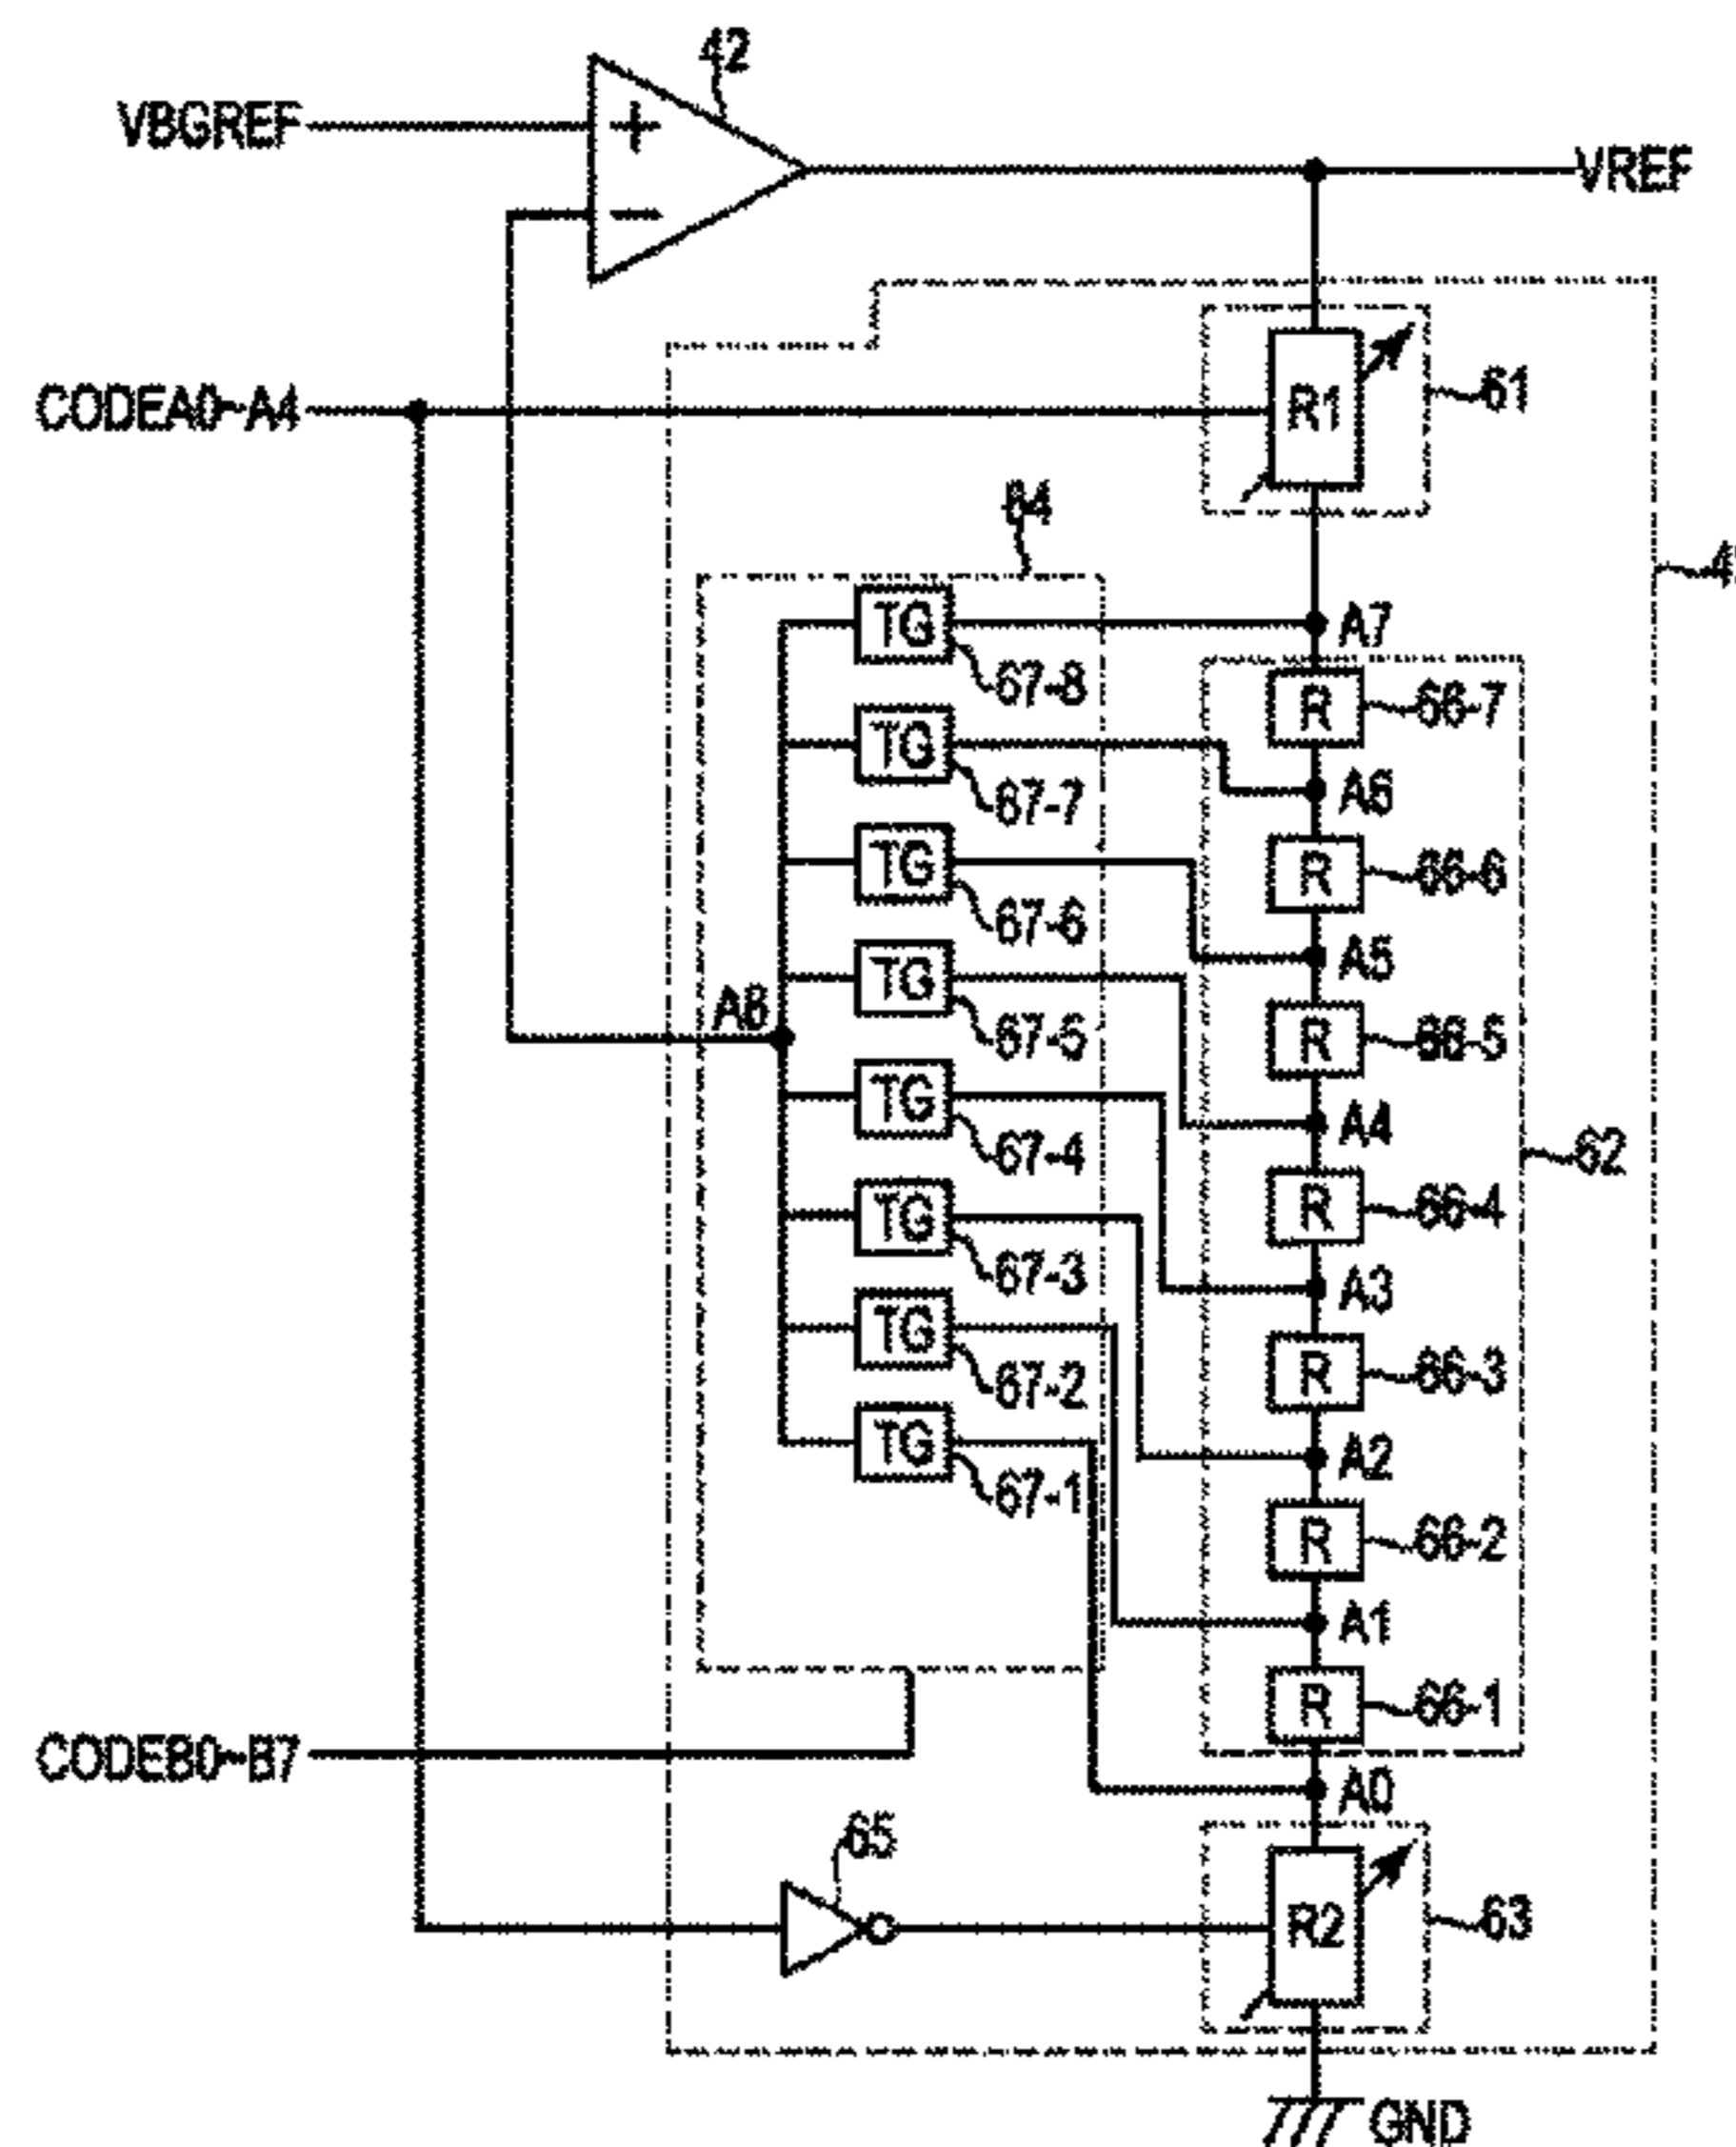 42
VBGREF
+
VREF
−
CODEA0~A4
R1
61
64
4
TG
A7
67-8
R
66-7
TG
A6
67-7
R
66-6
TG
67-6
A5
TG
A8
67-5
R
66-5
TG
A4
67-4
62
R
66-4
TG
67-3
A3
TG
67-2
R
66-3
TG
A2
67-1
R
66-2
A1
R
66-1
CODEB0~B7
A0
65
R2
63
GND